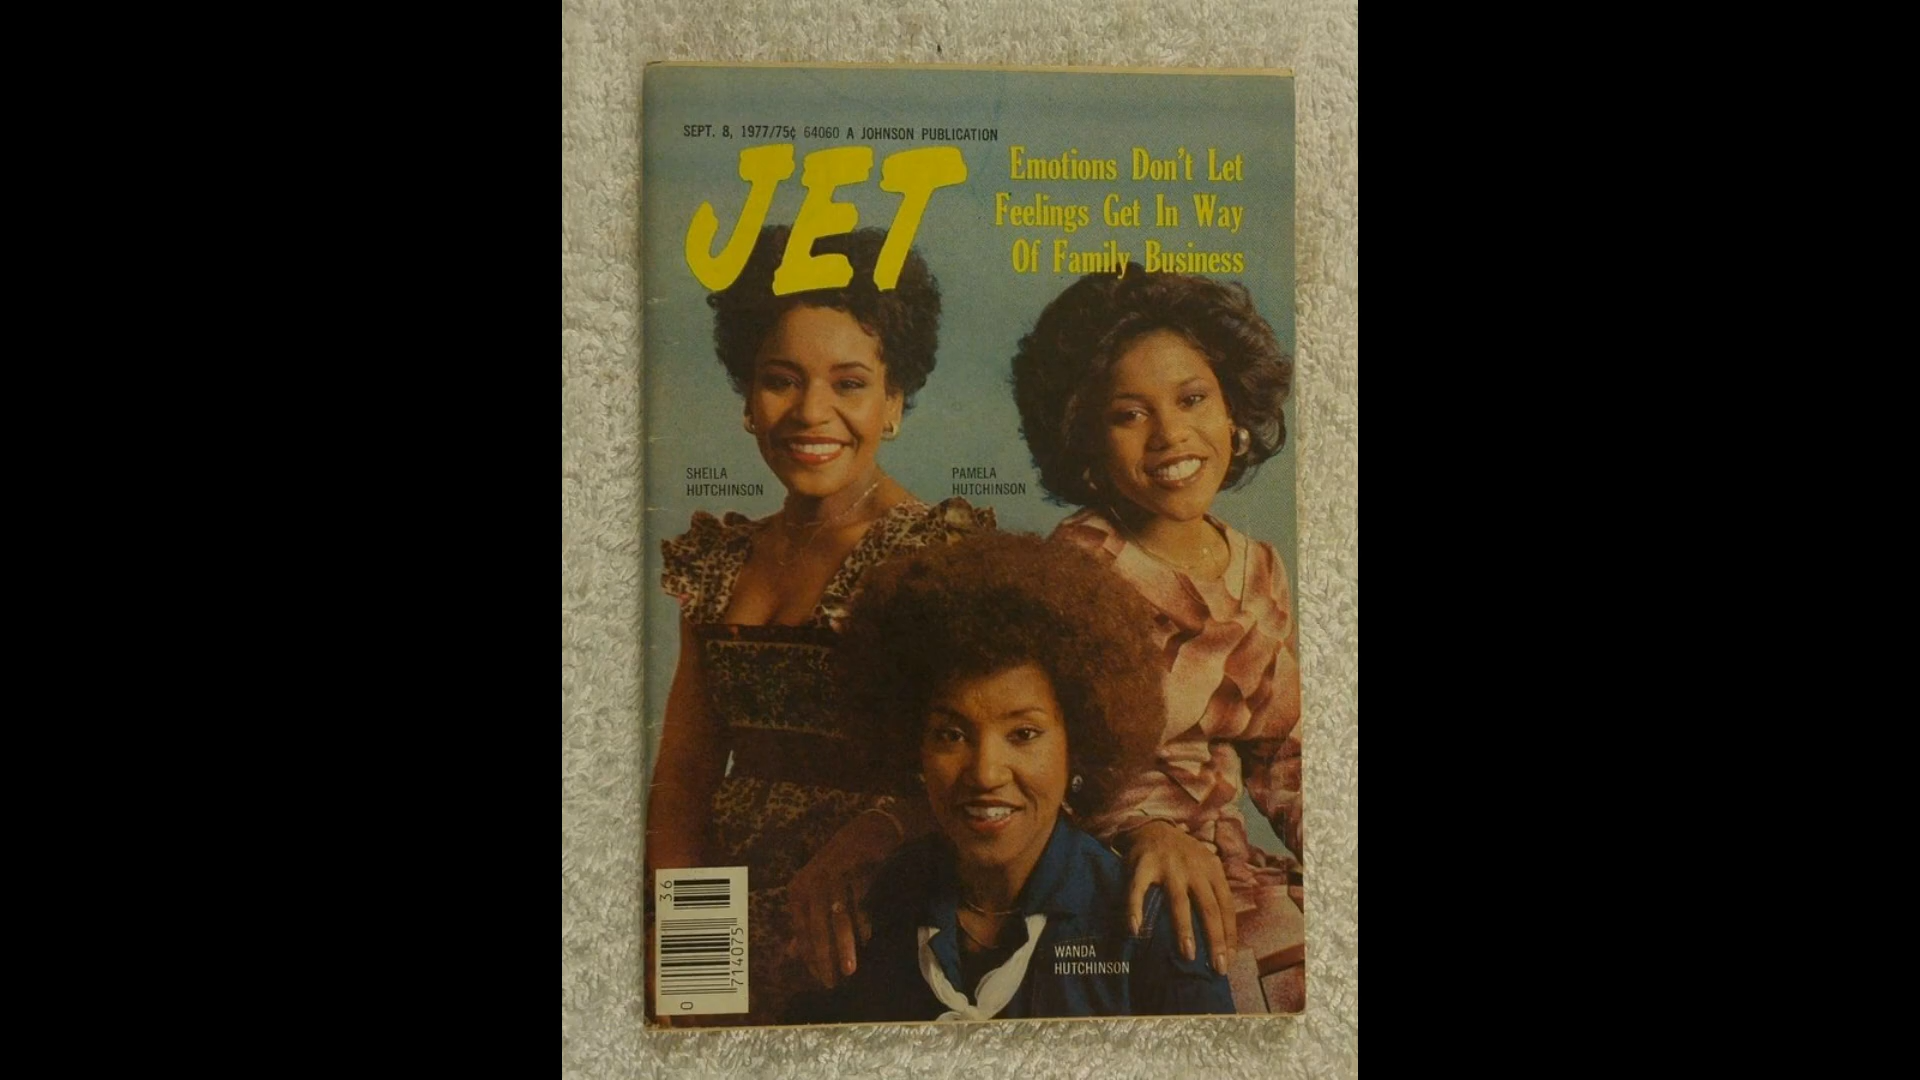 SEPT. 8, 1977/75¢ 64060 A JOHNSON PUBLICATION
JET
Emotions Don't Let
Feelings Get In Way
Of Family Business
SHEILA
HUTCHINSON
PAMELA
HUTCHINSON
WANDA
HUTCHINSON
36
0
714075